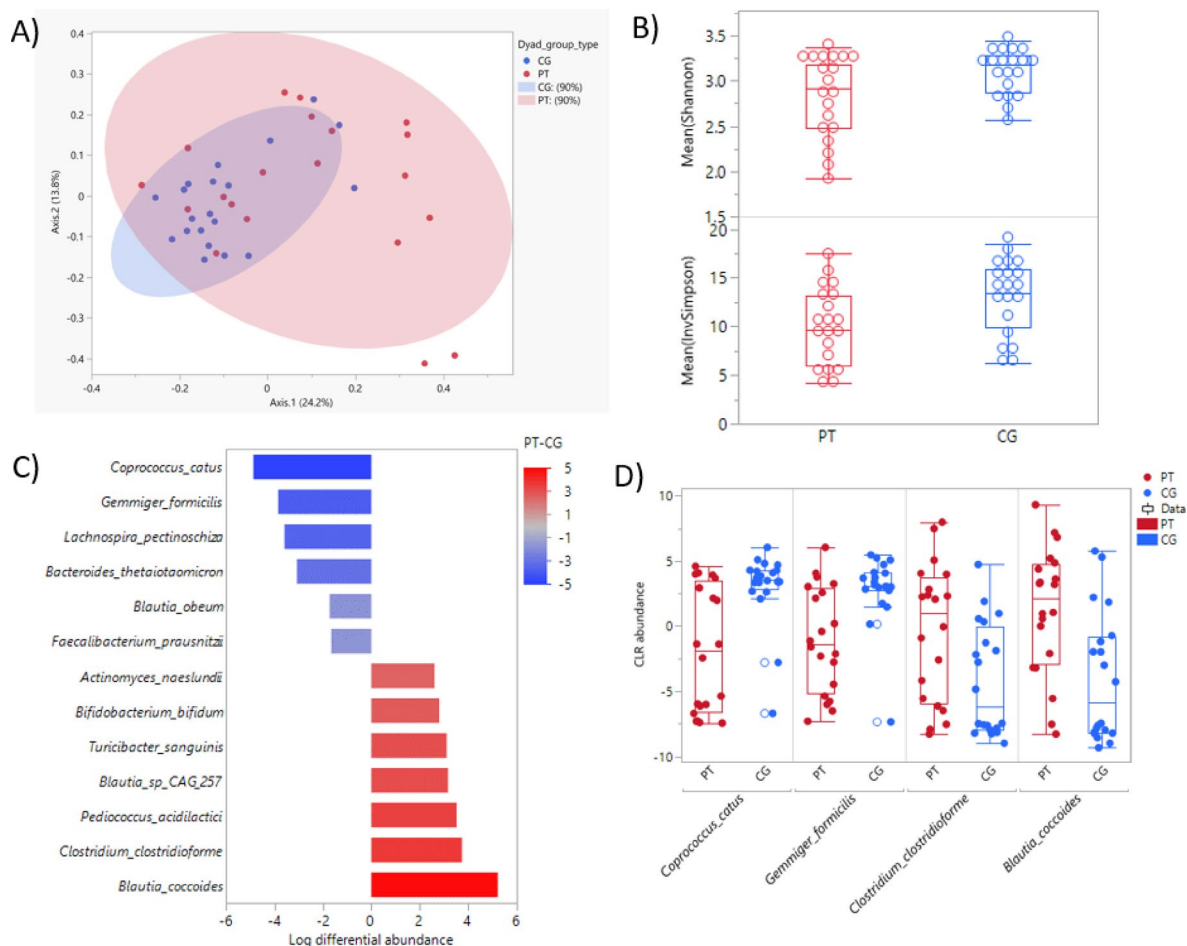 A)
0.4
0.3
0.2
0.1
0
-0.1
-0.2
-0.3
-0.4
Axis.2 (13.8%)
-0.4
-0.2
0
0.2
0.4
Axis.1 (24.2%)
Dyad_group_type
CG
PT
CG: (90%)
PT: (90%)
B)
3.5
3.0
2.5
2.0
1.5
Mean(Shannon)
20
15
10
5
0
Mean(InvSimpson)
PT
CG
C)
PT-CG
5
3
1
-1
-3
-5
Coprococcus_catus
Gemmiger_formicilis
Lachnospira_pectinoschiza
Bacteroides_thetaiotaomicron
Blautia_obeum
Faecalibacterium_prausnitzii
Actinomyces_naeslundii
Bifidobacterium_bifidum
Turicibacter_sanguinis
Blautia_sp_CAG_257
Pediococcus_acidilactici
Clostridium_clostridioforme
Blautia_coccoides
-6
-4
-2
0
2
4
6
Log differential abundance
D)
10
5
0
-5
-10
CLR abundance
PT
CG
Data
PT
CG
PT
CG
PT
CG
PT
CG
PT
CG
Coprococcus_catus
Gemmiger_formicilis
Clostridium_clostridioforme
Blautia_coccoides